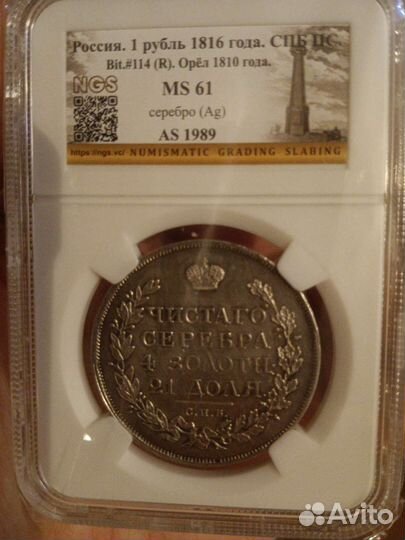 Россия. 1 рубль 1816 года. СПБ ПС.
Bit.#114 (R). Орёл 1810 года.
NGS
MS 61
серебро (Ag)
AS 1989
https://ngs.vc/ NUMISMATIC GRADING SLABING
ЧИСТАГО
СЕРЕБРА
4 ЗОЛОТН.
21 ДОЛЯ.
С.П.Б.
Avito